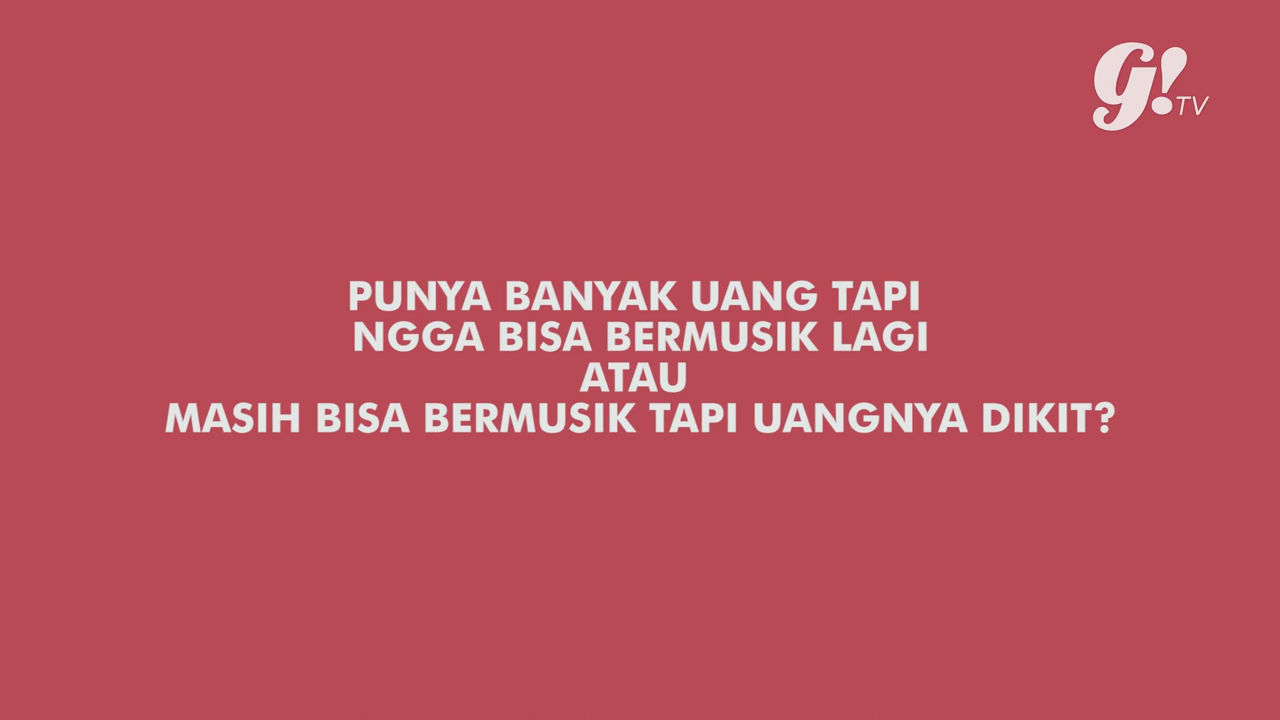 G! TV
PUNYA BANYAK UANG TAPI
NGGA BISA BERMUSIK LAGI
ATAU
MASIH BISA BERMUSIK TAPI UANGNYA DIKIT?